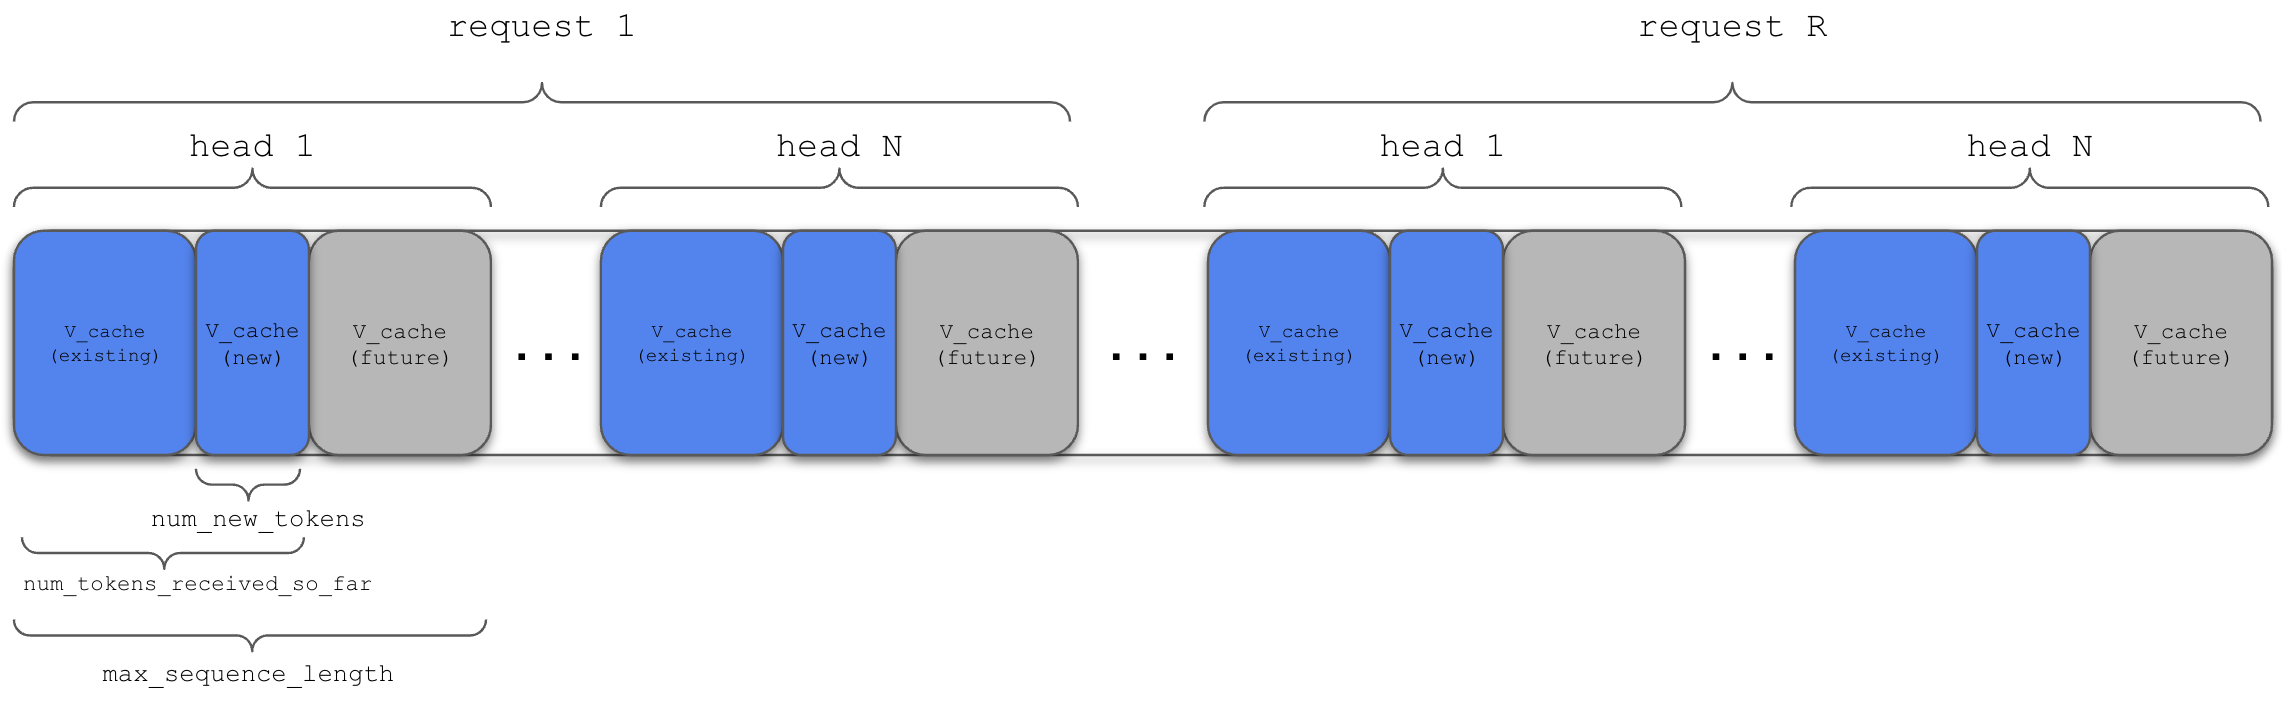 request 1
request R
head 1
head N
head 1
head N
V_cache
(existing)
V_cache
(new)
V_cache
(future)
...
V_cache
(existing)
V_cache
(new)
V_cache
(future)
...
V_cache
(existing)
V_cache
(new)
V_cache
(future)
...
V_cache
(existing)
V_cache
(new)
V_cache
(future)
num_new_tokens
num_tokens_received_so_far
max_sequence_length